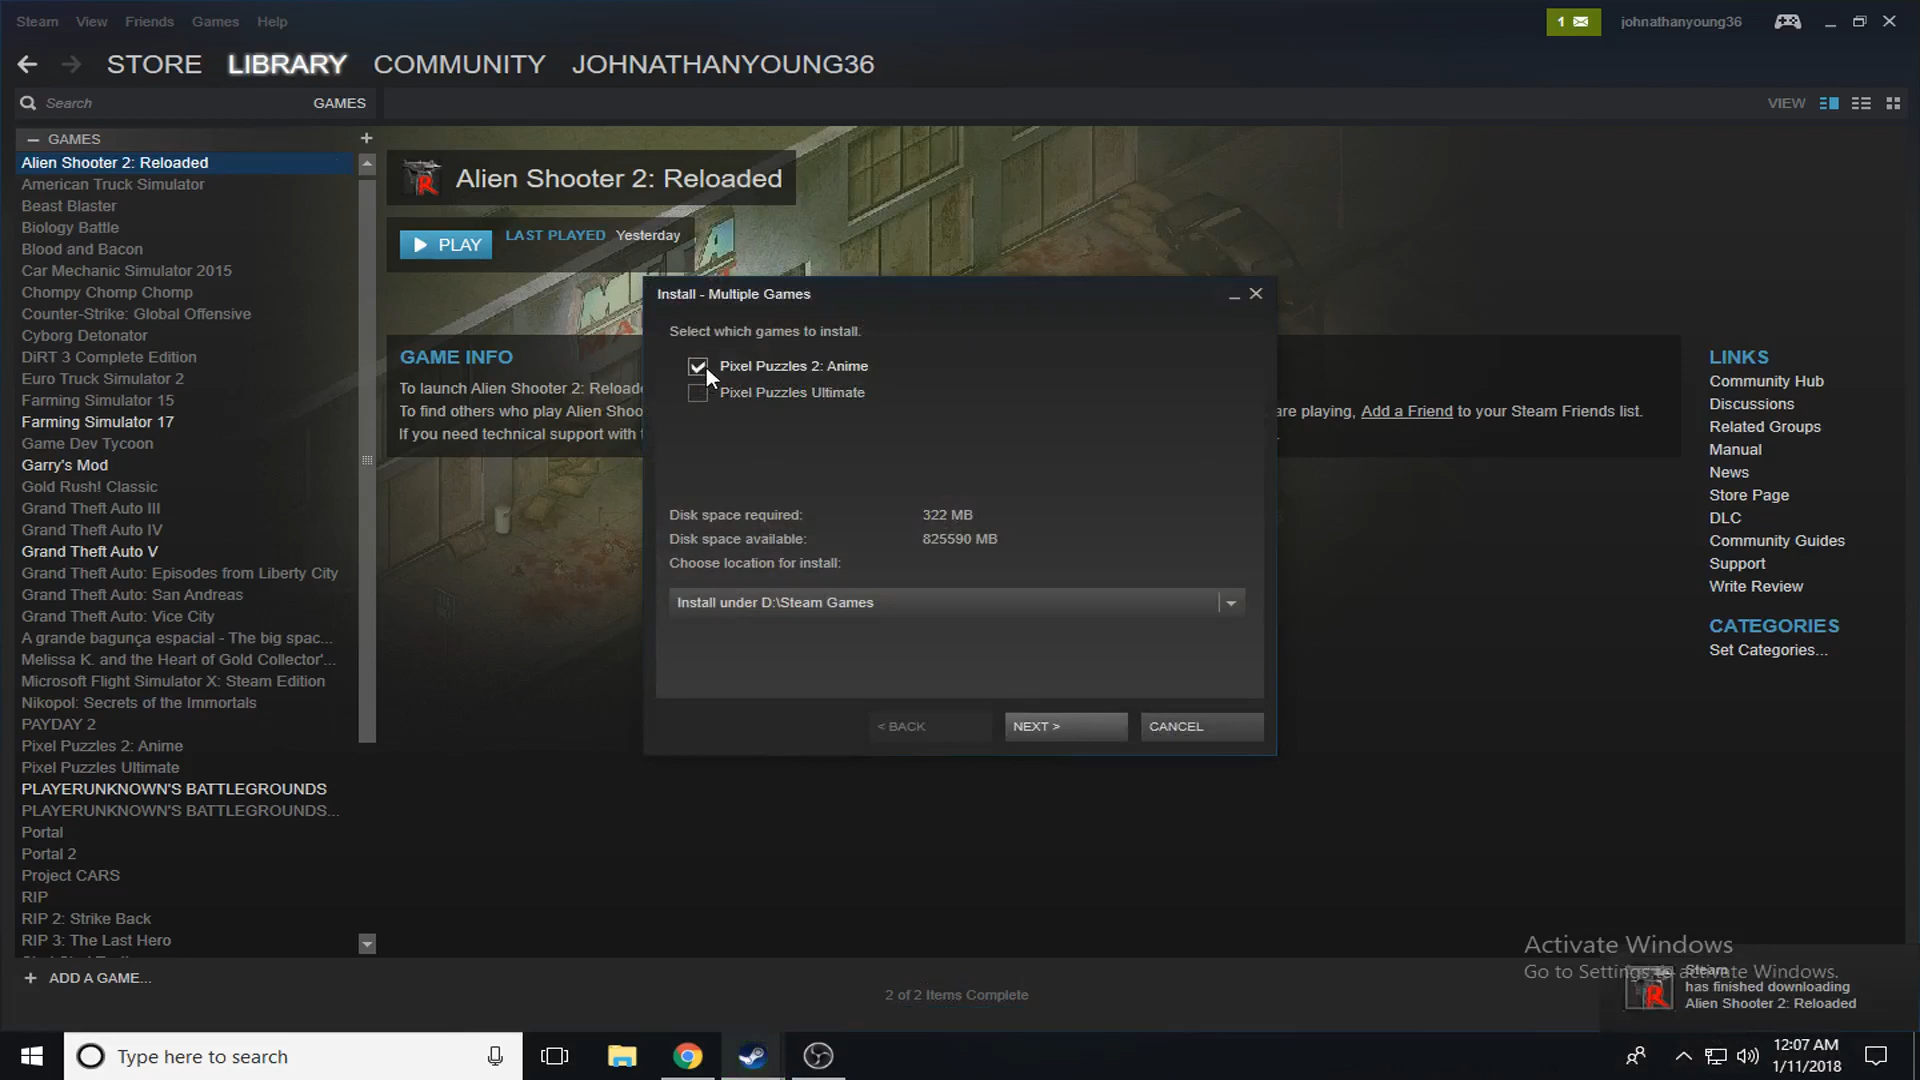 Steam View Friends Games Help
1
johnathanyoung36
STORE LIBRARY COMMUNITY JOHNATHANYOUNG36
Search GAMES
VIEW
GAMES
Alien Shooter 2: Reloaded
American Truck Simulator
Beast Blaster
Biology Battle
Blood and Bacon
Car Mechanic Simulator 2015
Chompy Chomp Chomp
Counter-Strike: Global Offensive
Cyborg Detonator
DiRT 3 Complete Edition
Euro Truck Simulator 2
Farming Simulator 15
Farming Simulator 17
Game Dev Tycoon
Garry's Mod
Gold Rush! Classic
Grand Theft Auto III
Grand Theft Auto IV
Grand Theft Auto V
Grand Theft Auto: Episodes from Liberty City
Grand Theft Auto: San Andreas
Grand Theft Auto: Vice City
A grande bagunça espacial - The big spac...
Melissa K. and the Heart of Gold Collector'...
Microsoft Flight Simulator X: Steam Edition
Nikopol: Secrets of the Immortals
PAYDAY 2
Pixel Puzzles 2: Anime
Pixel Puzzles Ultimate
PLAYERUNKNOWN'S BATTLEGROUNDS
PLAYERUNKNOWN'S BATTLEGROUNDS...
Portal
Portal 2
Project CARS
RIP
RIP 2: Strike Back
RIP 3: The Last Hero
+ ADD A GAME...
Alien Shooter 2: Reloaded
PLAY
LAST PLAYED Yesterday
GAME INFO
To launch Alien Shooter 2: Reload
To find others who play Alien Shoo
are playing, Add a Friend to your Steam Friends list.
If you need technical support with t
Install - Multiple Games
Select which games to install.
Pixel Puzzles 2: Anime
Pixel Puzzles Ultimate
Disk space required: 322 MB
Disk space available: 825590 MB
Choose location for install:
Install under D:\Steam Games
< BACK NEXT > CANCEL
LINKS
Community Hub
Discussions
Related Groups
Manual
News
Store Page
DLC
Community Guides
Support
Write Review
CATEGORIES
Set Categories...
2 of 2 Items Complete
Activate Windows
Go to Settings to activate Windows.
Steam
has finished downloading
Alien Shooter 2: Reloaded
Type here to search
12:07 AM
1/11/2018